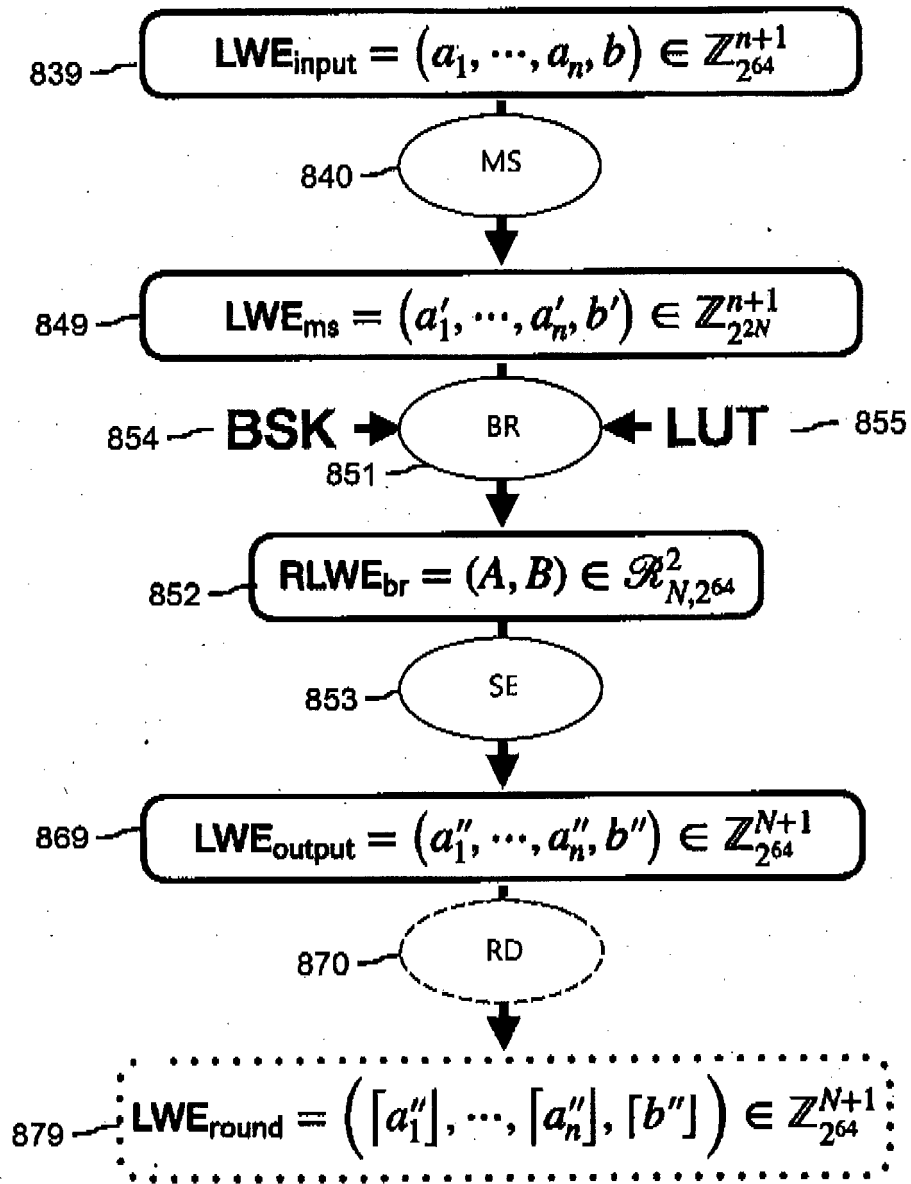 839 LWE_input = (a_1, ⋯, a_n, b) ∈ ℤ_{2^{64}}^{n+1}
840 MS
849 LWE_ms = (a′_1, ⋯, a′_n, b′) ∈ ℤ_{2^{2N}}^{n+1}
854 BSK BR LUT 855
851
852 RLWE_br = (A, B) ∈ ℛ_{N,2^{64}}^2
853 SE
869 LWE_output = (a″_1, ⋯, a″_n, b″) ∈ ℤ_{2^{64}}^{N+1}
870 RD
879 LWE_round = (⌈a″_1⌋, ⋯, ⌈a″_n⌋, ⌈b″⌋) ∈ ℤ_{2^{64}}^{N+1}